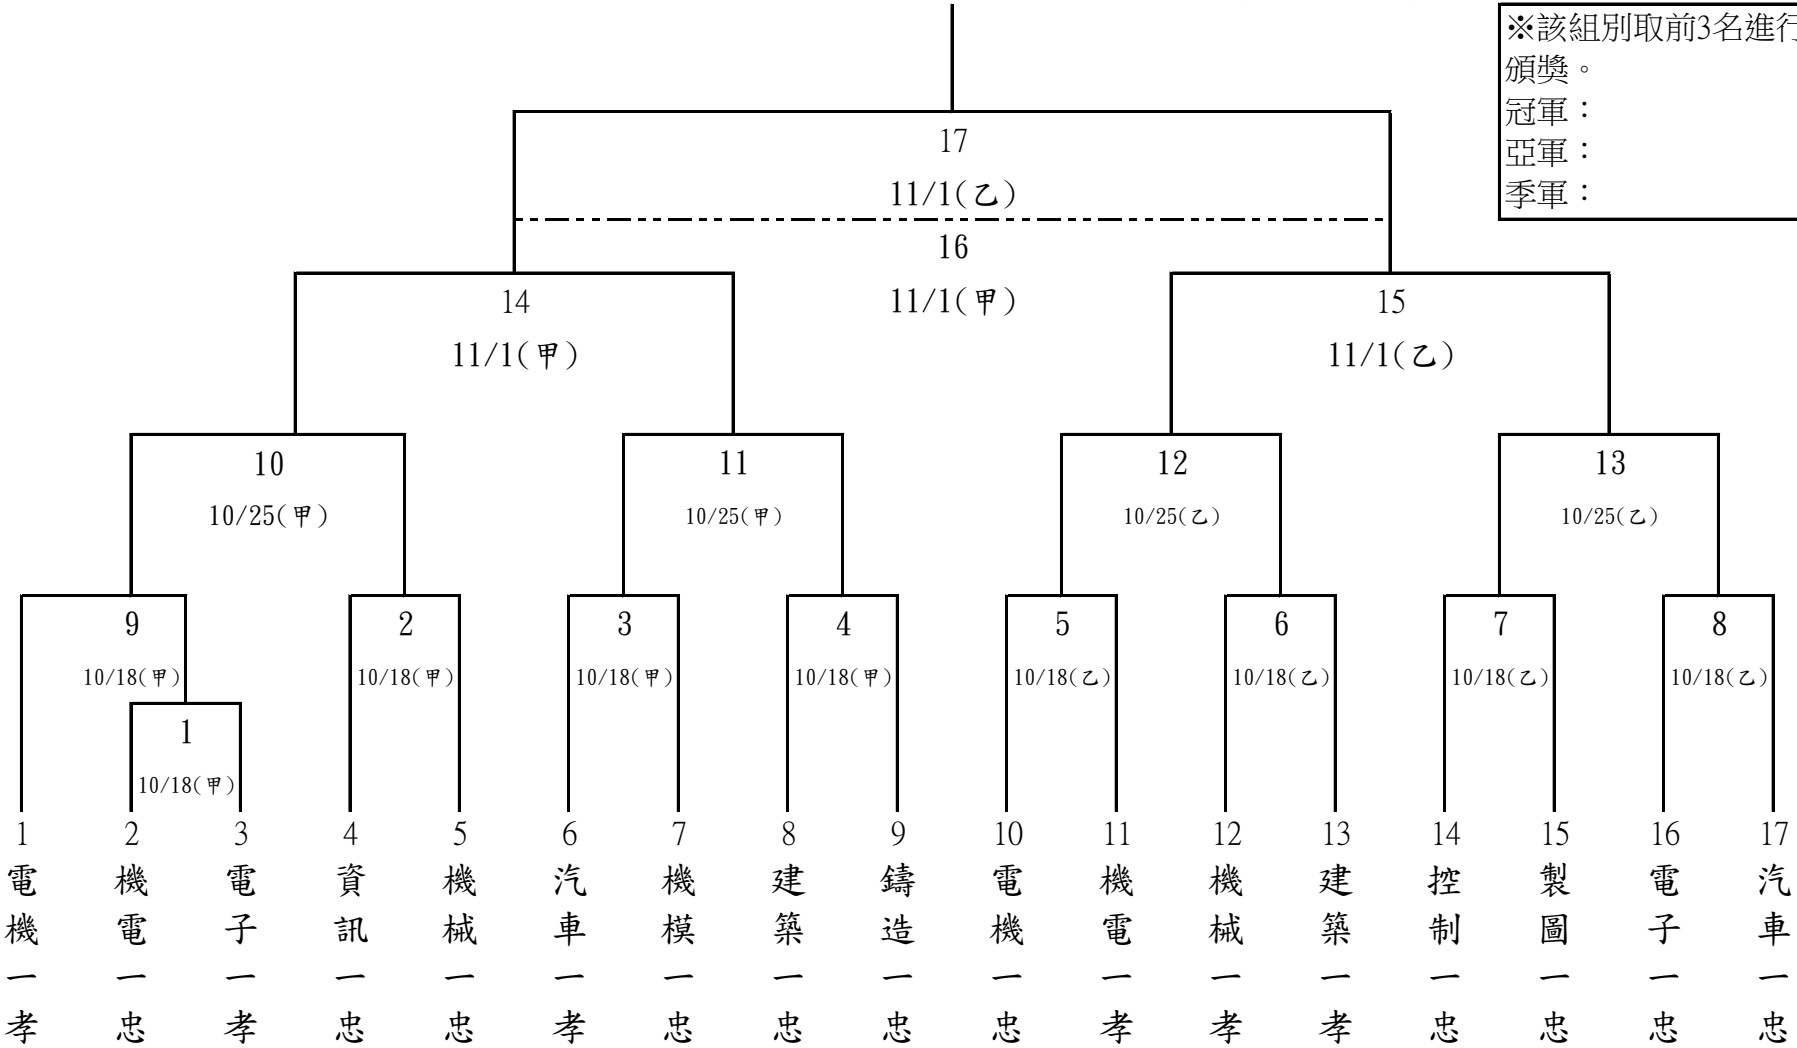 ※該組別取前3名進行
頒獎。
冠軍：
亞軍：
季軍：
17
11/1(乙)
16
11/1(甲)
14
11/1(甲)
15
11/1(乙)
10
10/25(甲)
11
10/25(甲)
12
10/25(乙)
13
10/25(乙)
9
10/18(甲)
2
10/18(甲)
3
10/18(甲)
4
10/18(甲)
5
10/18(乙)
6
10/18(乙)
7
10/18(乙)
8
10/18(乙)
1
10/18(甲)
1
電機一孝
2
機電一忠
3
電子一孝
4
資訊一忠
5
機械一忠
6
汽車一孝
7
機模一忠
8
建築一忠
9
鑄造一忠
10
電機一忠
11
機電一孝
12
機械一孝
13
建築一孝
14
控制一忠
15
製圖一忠
16
電子一忠
17
汽車一忠